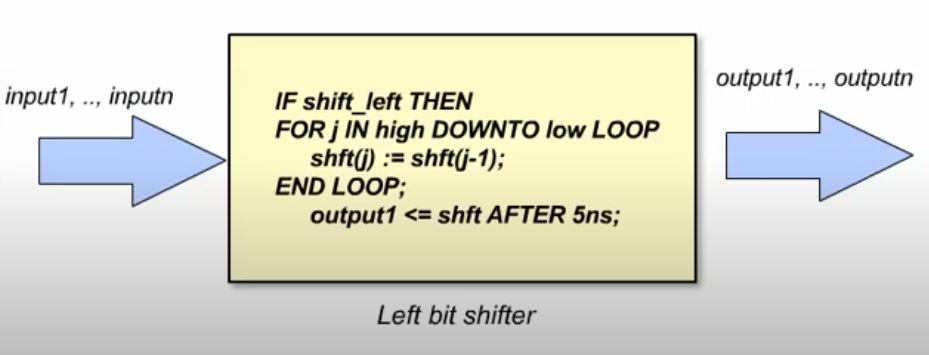 input1, .., inputn
output1, .., outputn
IF shift_left THEN
FOR j IN high DOWNTO low LOOP
shft(j) := shft(j-1);
END LOOP;
output1 <= shft AFTER 5ns;
Left bit shifter